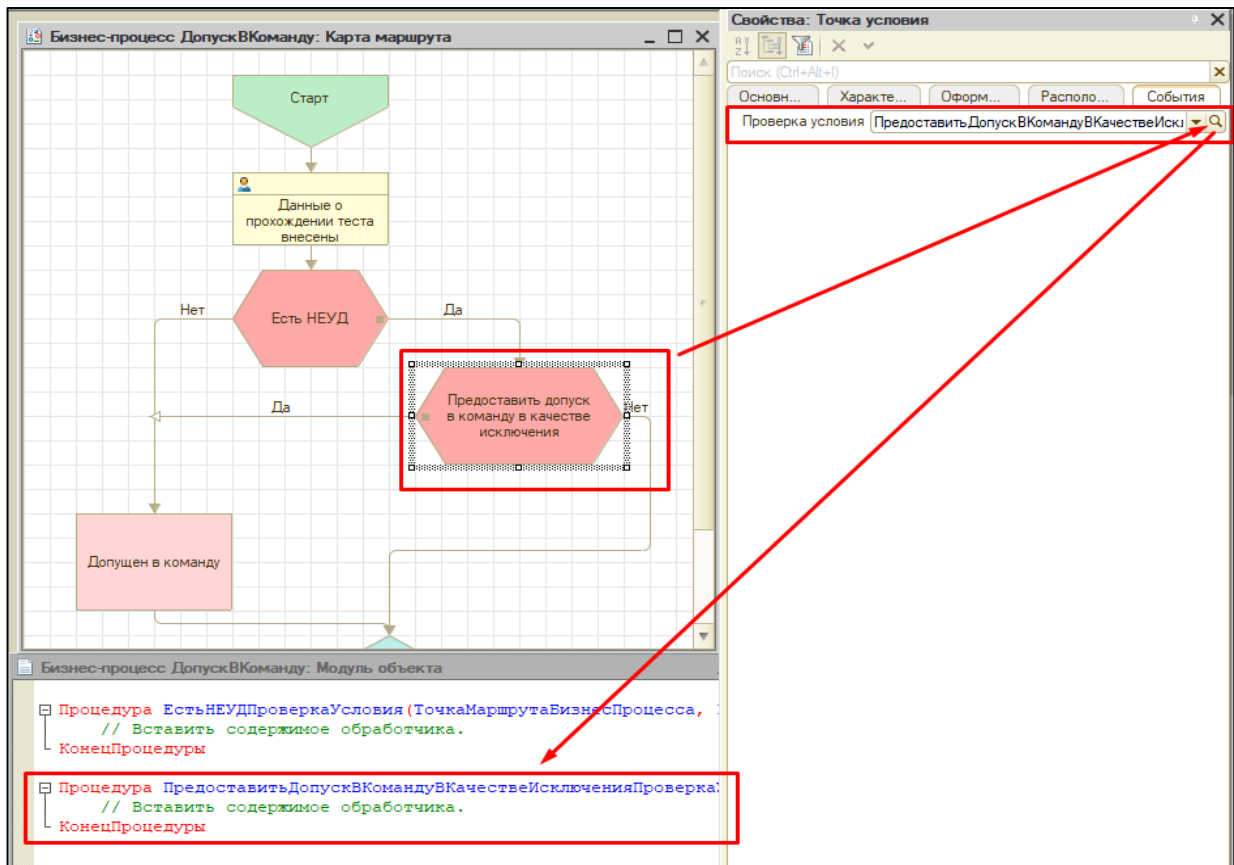 Бизнес-процесс ДопускВКоманду: Карта маршрута
Старт
Данные о
прохождении теста
внесены
Есть НЕУД
Нет
Да
Предоставить допуск
в команду в качестве
исключения
Да
Нет
Допущен в команду
Свойства: Точка условия
Поиск (Ctrl+Alt+I)
Основн...
Характе...
Оформ...
Располо...
События
Проверка условия
ПредоставитьДопускВКомандуВКачествеИскл
Бизнес-процесс ДопускВКоманду: Модуль объекта
Процедура ЕстьНЕУДПроверкаУсловия(ТочкаМаршрутаБизнесПроцесса,
// Вставить содержимое обработчика.
КонецПроцедуры
Процедура ПредоставитьДопускВКомандуВКачествеИсключенияПроверка
// Вставить содержимое обработчика.
КонецПроцедуры